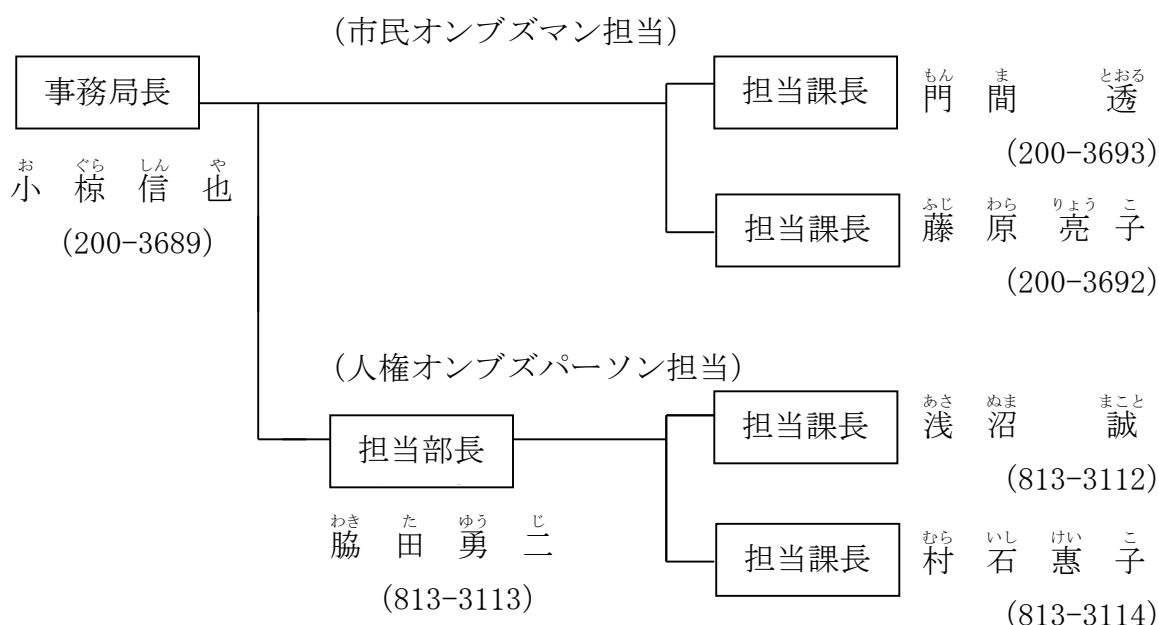 (市民オンブズマン担当)
事務局長
お ぐら しん や
小 椋 信 也
(200-3689)
担当課長
もん ま とおる
門 間 透
(200-3693)
担当課長
ふじ わら りょう こ
藤 原 亮 子
(200-3692)
(人権オンブズパーソン担当)
担当部長
わき た ゆう じ
脇 田 勇 二
(813-3113)
担当課長
あさ ぬま まこと
浅 沼 誠
(813-3112)
担当課長
むら いし けい こ
村 石 惠 子
(813-3114)